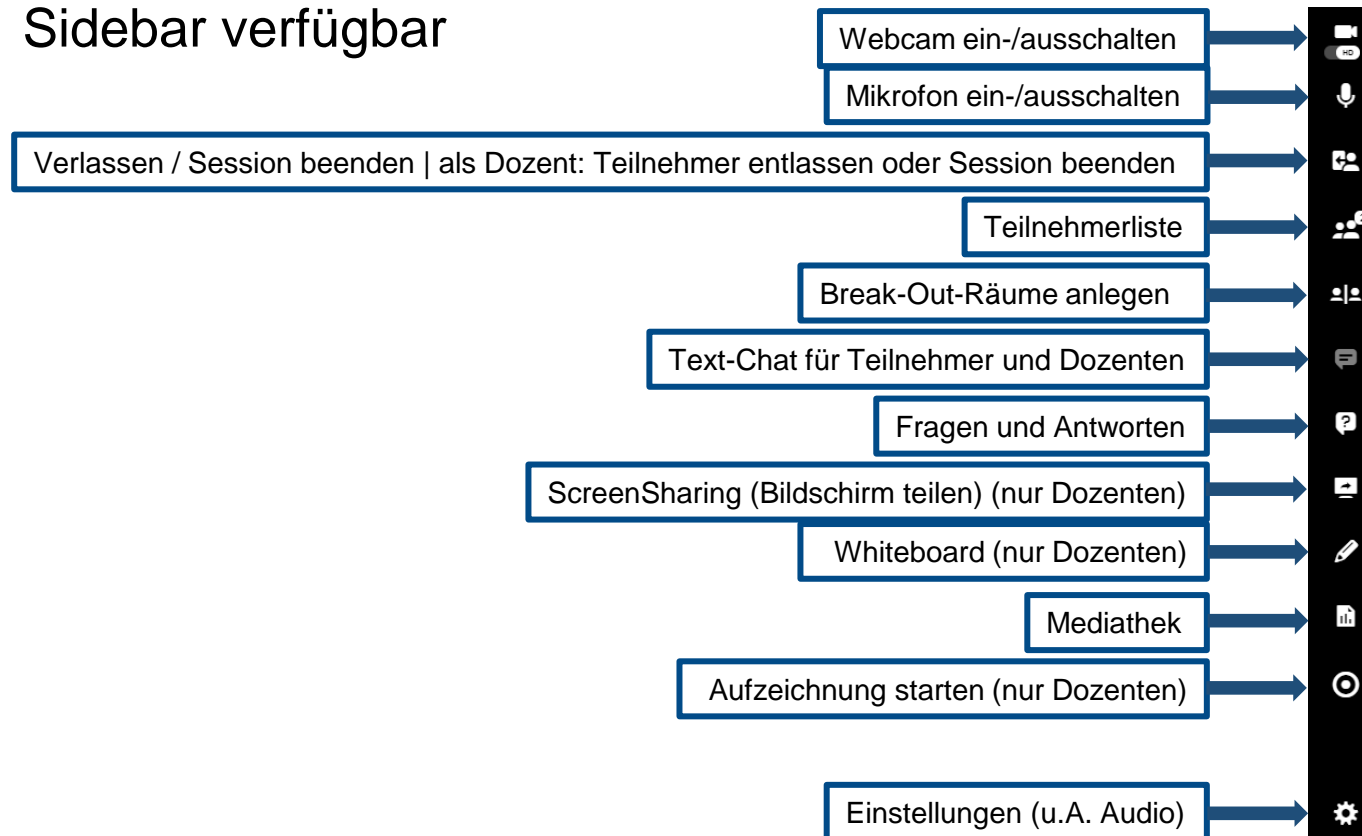 Sidebar verfügbar
Webcam ein-/ausschalten
HD
Mikrofon ein-/ausschalten
Verlassen / Session beenden | als Dozent: Teilnehmer entlassen oder Session beenden
Teilnehmerliste
Break-Out-Räume anlegen
Text-Chat für Teilnehmer und Dozenten
Fragen und Antworten
?
ScreenSharing (Bildschirm teilen) (nur Dozenten)
Whiteboard (nur Dozenten)
Mediathek
Aufzeichnung starten (nur Dozenten)
Einstellungen (u.A. Audio)